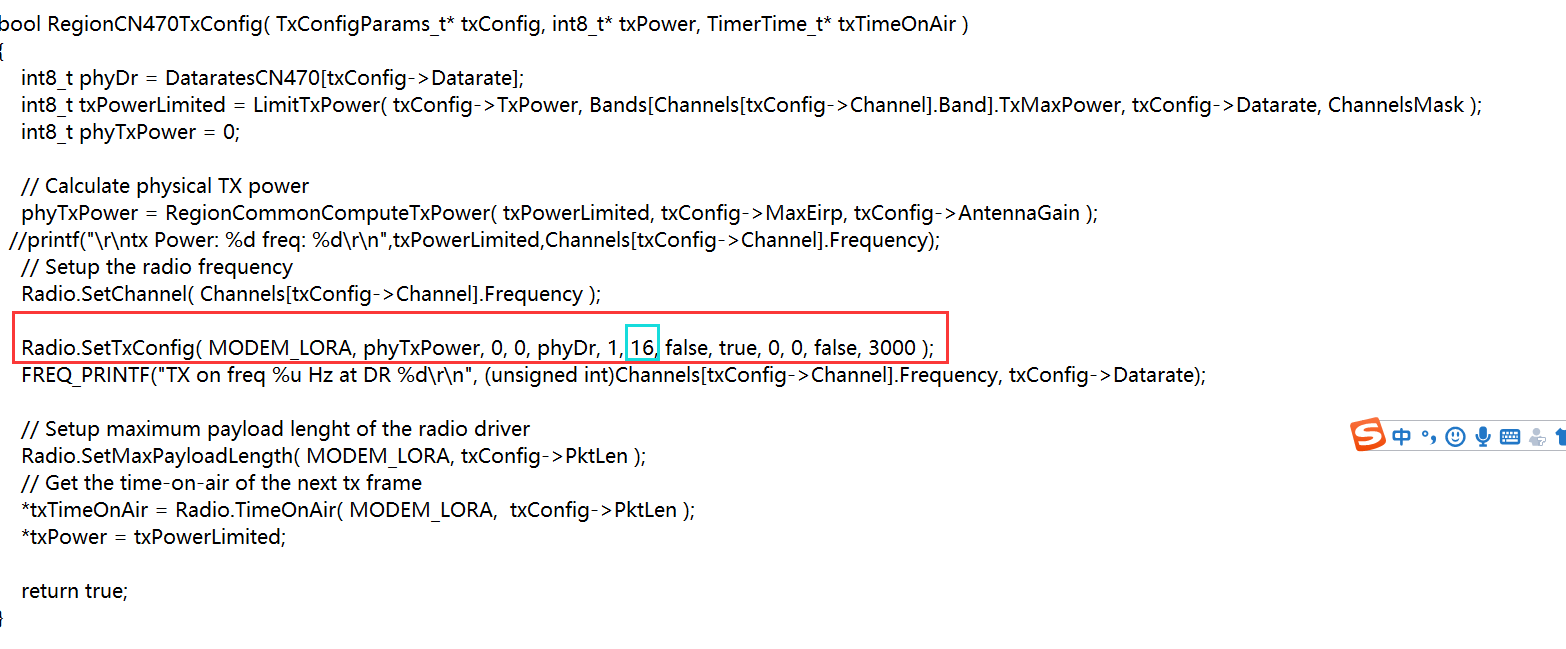 bool RegionCN470TxConfig( TxConfigParams_t* txConfig, int8_t* txPower, TimerTime_t* txTimeOnAir )
{
int8_t phyDr = DataratesCN470[txConfig->Datarate];
int8_t txPowerLimited = LimitTxPower( txConfig->TxPower, Bands[Channels[txConfig->Channel].Band].TxMaxPower, txConfig->Datarate, ChannelsMask );
int8_t phyTxPower = 0;
// Calculate physical TX power
phyTxPower = RegionCommonComputeTxPower( txPowerLimited, txConfig->MaxEirp, txConfig->AntennaGain );
//printf("\r\ntx Power: %d freq: %d\r\n",txPowerLimited,Channels[txConfig->Channel].Frequency);
// Setup the radio frequency
Radio.SetChannel( Channels[txConfig->Channel].Frequency );
Radio.SetTxConfig( MODEM_LORA, phyTxPower, 0, 0, phyDr, 1, 16, false, true, 0, 0, false, 3000 );
FREQ_PRINTF("TX on freq %u Hz at DR %d\r\n", (unsigned int)Channels[txConfig->Channel].Frequency, txConfig->Datarate);
// Setup maximum payload lenght of the radio driver
Radio.SetMaxPayloadLength( MODEM_LORA, txConfig->PktLen );
S 中 °,
// Get the time-on-air of the next tx frame
*txTimeOnAir = Radio.TimeOnAir( MODEM_LORA,  txConfig->PktLen );
*txPower = txPowerLimited;
return true;
}